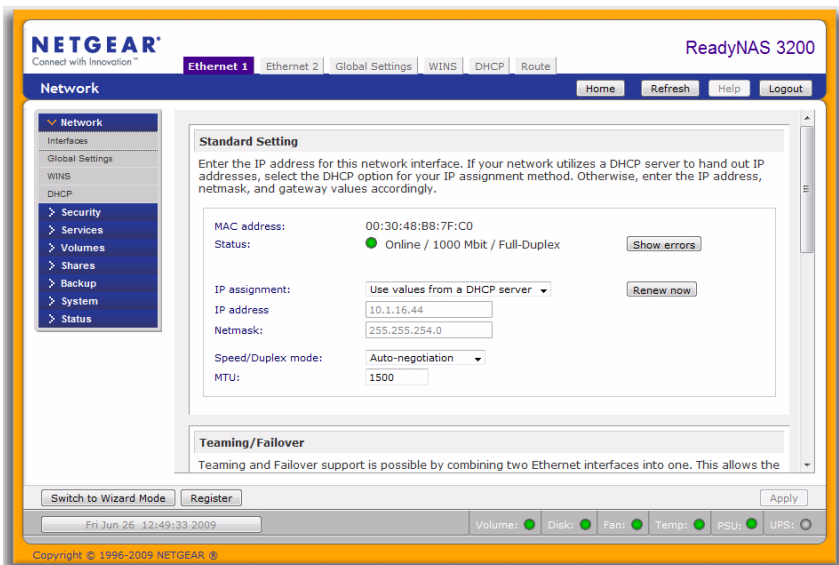 NETGEAR®
Connect with Innovation™
ReadyNAS 3200
Ethernet 1 Ethernet 2 Global Settings WINS DHCP Route
Network
Home Refresh Help Logout
Network
Interfaces
Global Settings
WINS
DHCP
Security
Services
Volumes
Shares
Backup
System
Status
Standard Setting
Enter the IP address for this network interface. If your network utilizes a DHCP server to hand out IP
addresses, select the DHCP option for your IP assignment method. Otherwise, enter the IP address,
netmask, and gateway values accordingly.
MAC address: 00:30:48:B8:7F:C0
Status: Online / 1000 Mbit / Full-Duplex Show errors
IP assignment: Use values from a DHCP server Renew now
IP address 10.1.16.44
Netmask: 255.255.254.0
Speed/Duplex mode: Auto-negotiation
MTU: 1500
Teaming/Failover
Teaming and Failover support is possible by combining two Ethernet interfaces into one. This allows the
Switch to Wizard Mode Register Apply
Fri Jun 26 12:49:33 2009 Volume: Disk: Fan: Temp: PSU: UPS:
Copyright © 1996-2009 NETGEAR ®